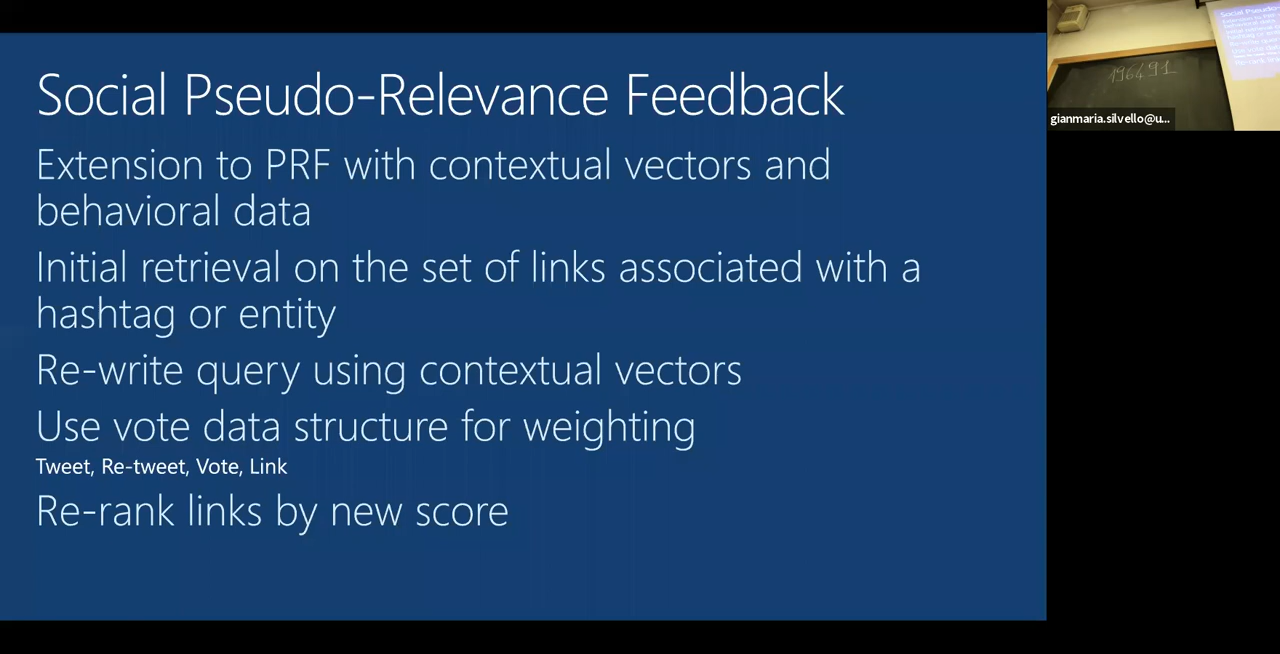 Social Pseudo-Relevance Feedback
Extension to PRF with contextual vectors and
behavioral data
Initial retrieval on the set of links associated with a
hashtag or entity
Re-write query using contextual vectors
Use vote data structure for weighting
Tweet, Re-tweet, Vote, Link
Re-rank links by new score
196491
gianmaria.silvello@u...